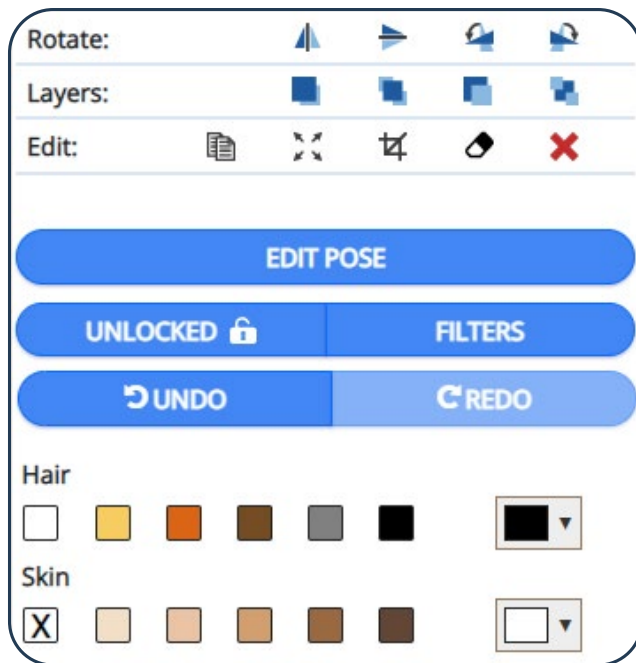 Rotate:
Layers:
Edit:
EDIT POSE
UNLOCKED
FILTERS
UNDO
REDO
Hair
Skin
X